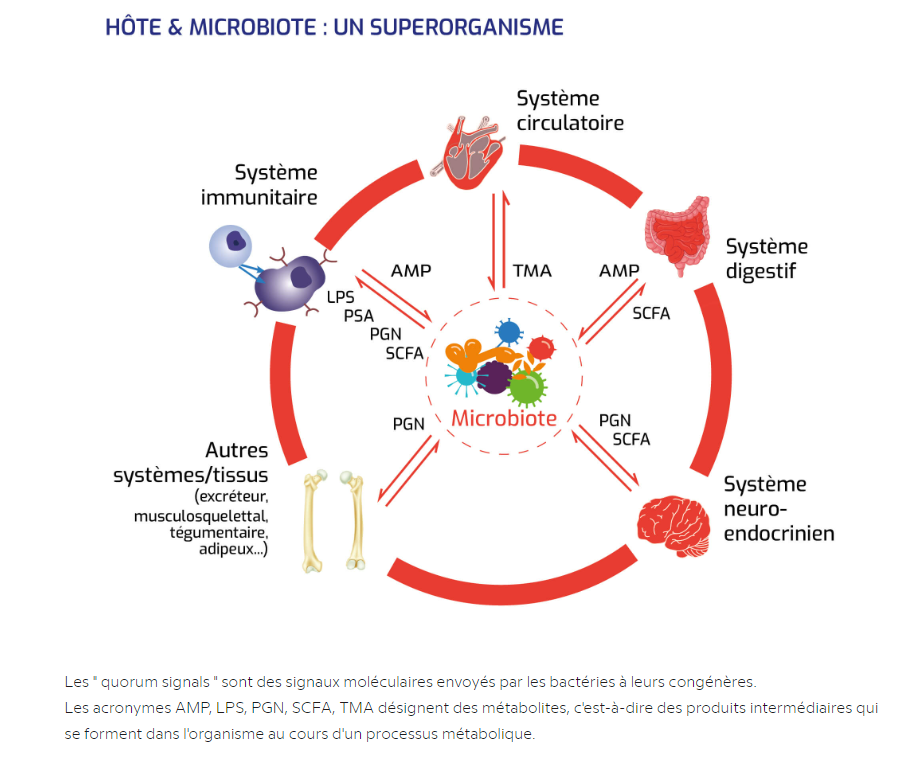 HÔTE & MICROBIOTE : UN SUPERORGANISME
Système
circulatoire
Système
immunitaire
Système
digestif
AMP
TMA
AMP
LPS
PSA
PGN
SCFA
SCFA
Microbiote
PGN
PGN
SCFA
Autres
systèmes/tissus
(excréteur,
musculosquelettal,
tégumentaire,
adipeux...)
Système
neuro-
endocrinien
Les " quorum signals " sont des signaux moléculaires envoyés par les bactéries à leurs congénères.
Les acronymes AMP, LPS, PGN, SCFA, TMA désignent des métabolites, c'est-à-dire des produits intermédiaires qui
se forment dans l'organisme au cours d'un processus métabolique.